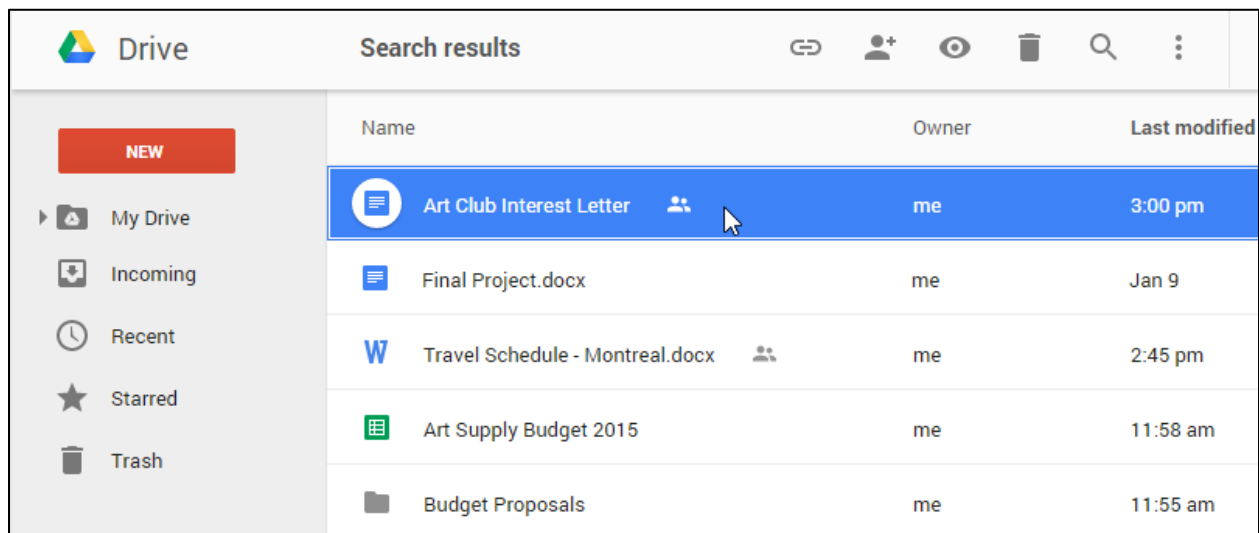 Drive
Search results
NEW
My Drive
Incoming
Recent
Starred
Trash
Name Owner Last modified
Art Club Interest Letter me 3:00 pm
Final Project.docx me Jan 9
Travel Schedule - Montreal.docx me 2:45 pm
Art Supply Budget 2015 me 11:58 am
Budget Proposals me 11:55 am